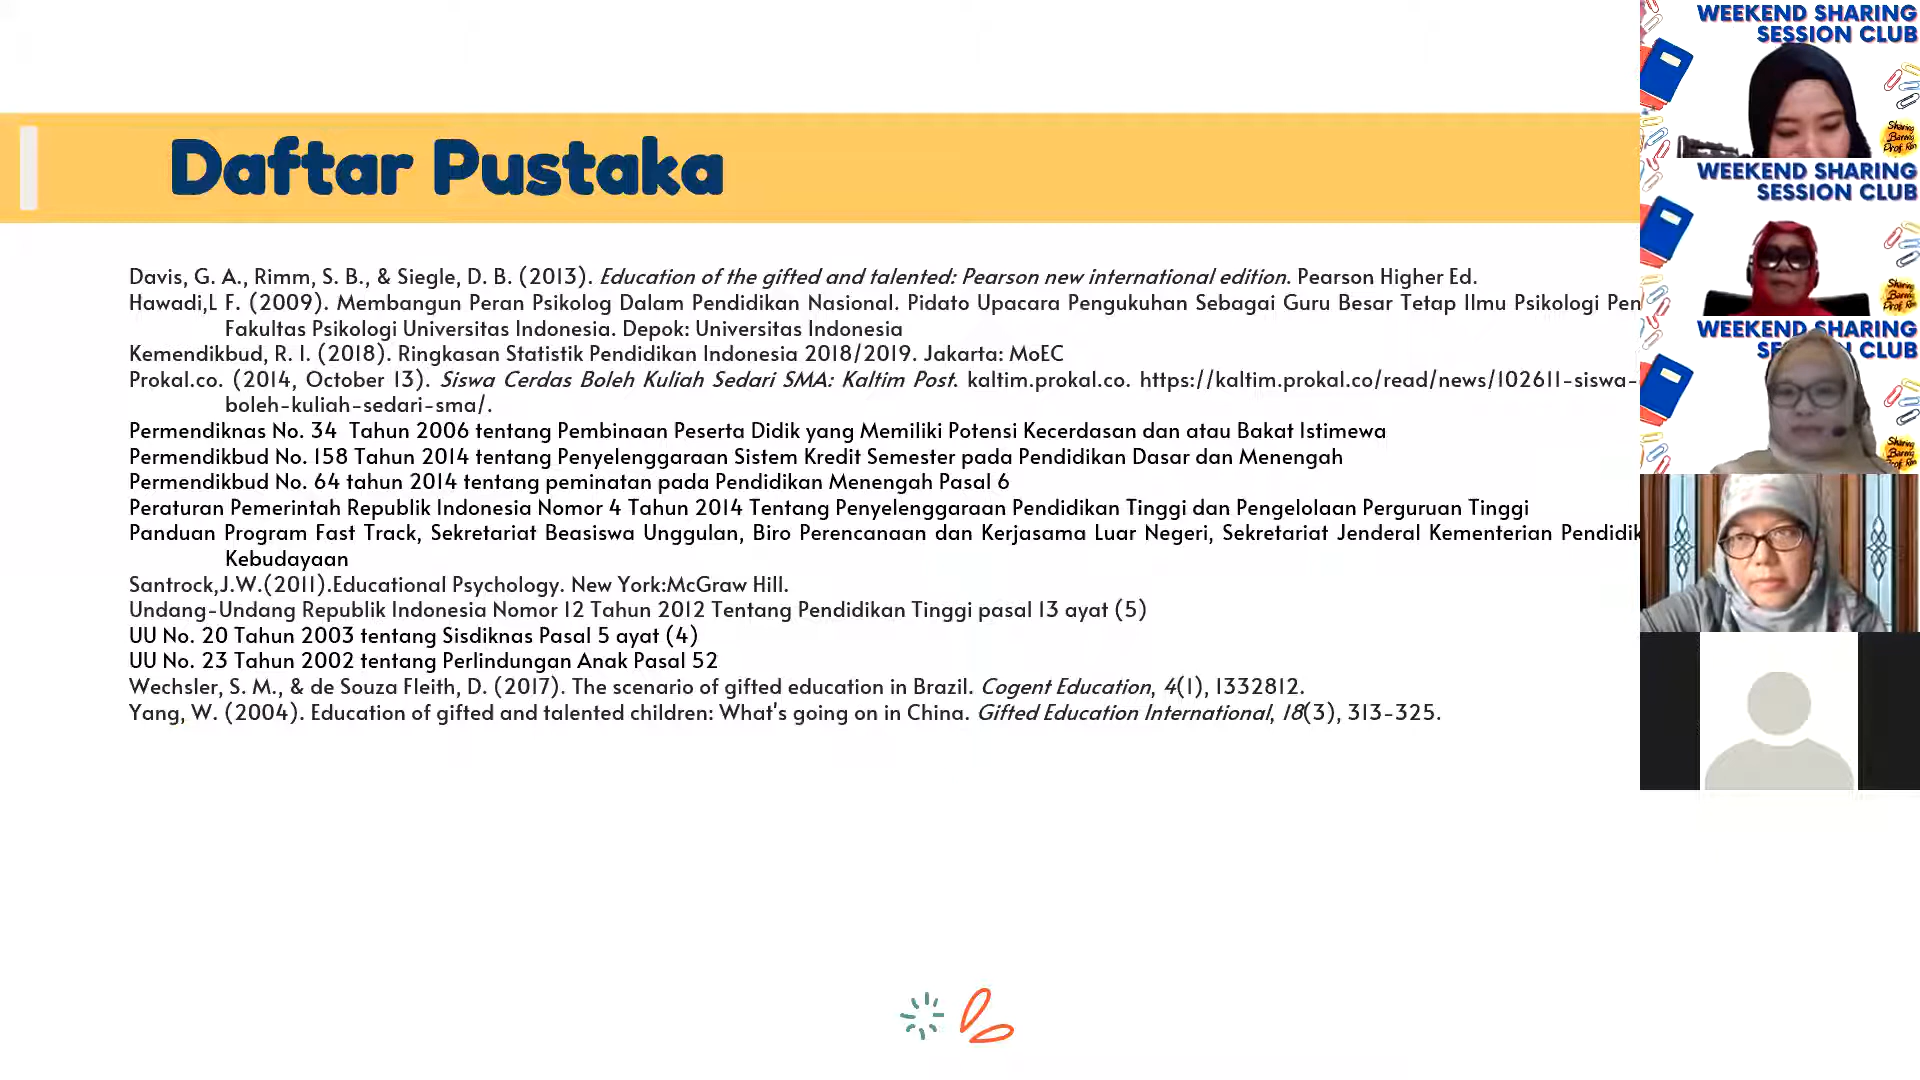 Daftar Pustaka
Davis, G. A., Rimm, S. B., & Siegle, D. B. (2013). Education of the gifted and talented: Pearson new international edition. Pearson Higher Ed.
Hawadi,L F. (2009). Membangun Peran Psikolog Dalam Pendidikan Nasional. Pidato Upacara Pengukuhan Sebagai Guru Besar Tetap Ilmu Psikologi Pen
Fakultas Psikologi Universitas Indonesia. Depok: Universitas Indonesia
Kemendikbud, R. I. (2018). Ringkasan Statistik Pendidikan Indonesia 2018/2019. Jakarta: MoEC
Prokal.co. (2014, October 13). Siswa Cerdas Boleh Kuliah Sedari SMA: Kaltim Post. kaltim.prokal.co. https://kaltim.prokal.co/read/news/102611-siswa-
boleh-kuliah-sedari-sma/.
Permendiknas No. 34 Tahun 2006 tentang Pembinaan Peserta Didik yang Memiliki Potensi Kecerdasan dan atau Bakat Istimewa
Permendikbud No. 158 Tahun 2014 tentang Penyelenggaraan Sistem Kredit Semester pada Pendidikan Dasar dan Menengah
Permendikbud No. 64 tahun 2014 tentang peminatan pada Pendidikan Menengah Pasal 6
Peraturan Pemerintah Republik Indonesia Nomor 4 Tahun 2014 Tentang Penyelenggaraan Pendidikan Tinggi dan Pengelolaan Perguruan Tinggi
Panduan Program Fast Track, Sekretariat Beasiswa Unggulan, Biro Perencanaan dan Kerjasama Luar Negeri, Sekretariat Jenderal Kementerian Pendidik
Kebudayaan
Santrock,J.W.(2011).Educational Psychology. New York:McGraw Hill.
Undang-Undang Republik Indonesia Nomor 12 Tahun 2012 Tentang Pendidikan Tinggi pasal 13 ayat (5)
UU No. 20 Tahun 2003 tentang Sisdiknas Pasal 5 ayat (4)
UU No. 23 Tahun 2002 tentang Perlindungan Anak Pasal 52
Wechsler, S. M., & de Souza Fleith, D. (2017). The scenario of gifted education in Brazil. Cogent Education, 4(1), 1332812.
Yang, W. (2004). Education of gifted and talented children: What's going on in China. Gifted Education International, 18(3), 313-325.
WEEKEND SHARING
SESSION CLUB
Sharing
Bareng
Prof. Ran
WEEKEND SHARING
SESSION CLUB
Sharing
Bareng
Prof. Ran
WEEKEND SHARING
CLUB
Sharing
Bareng